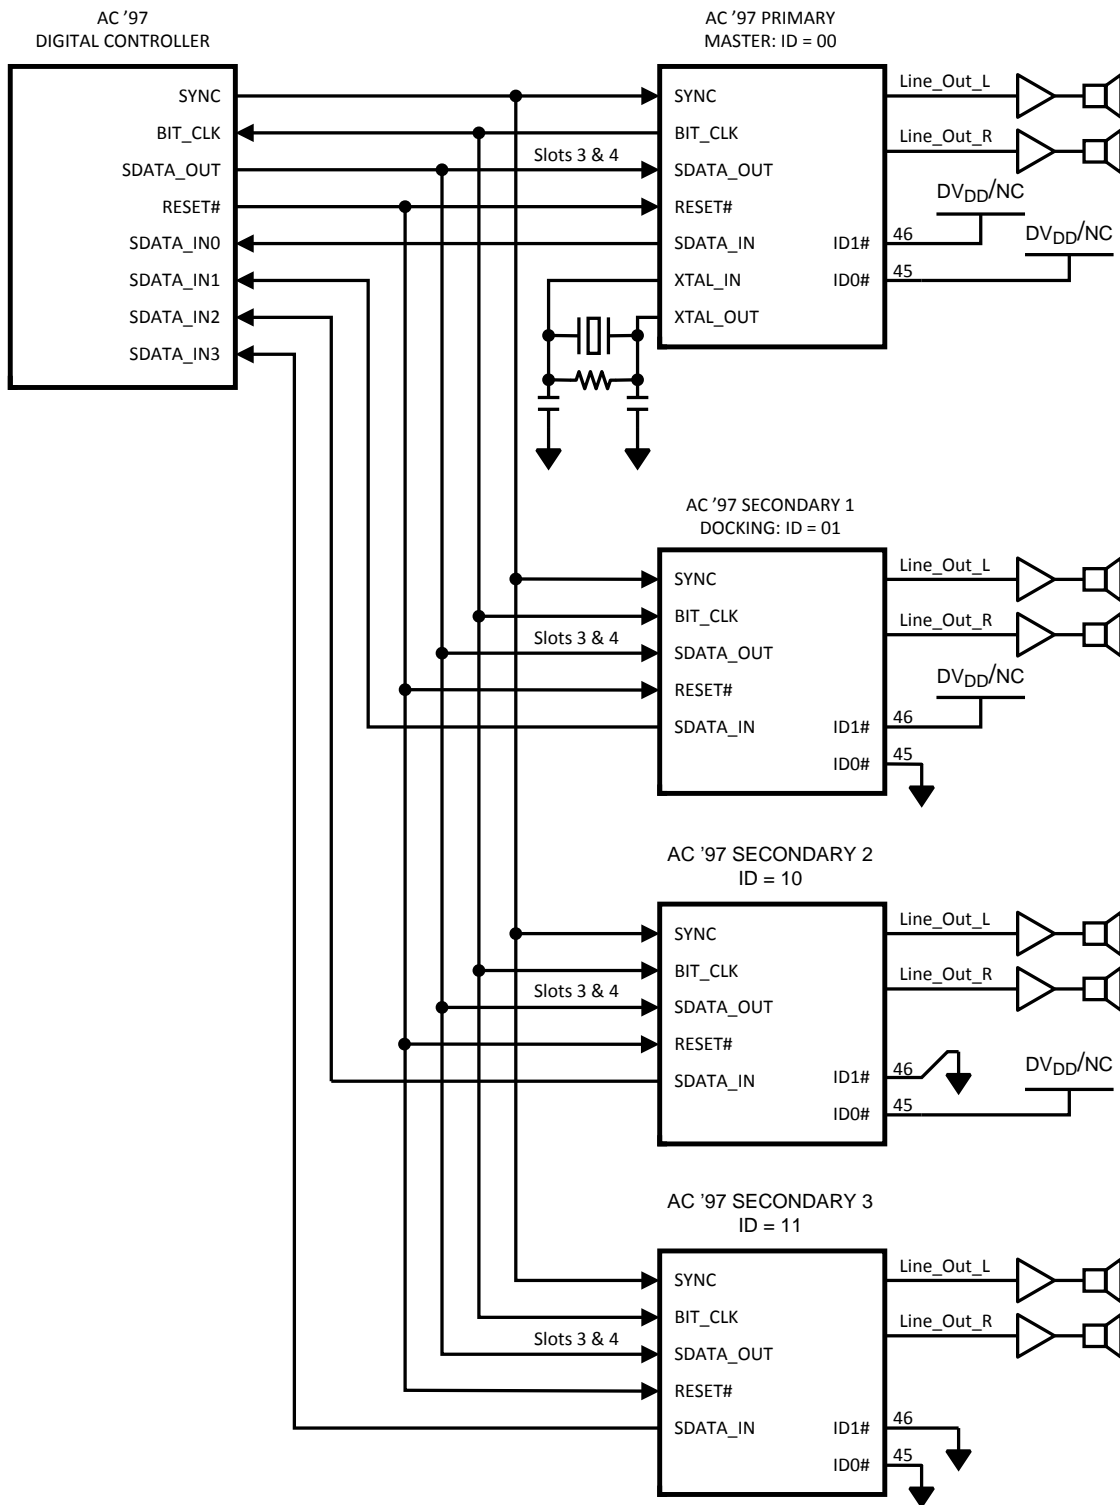 AC ’97
DIGITAL CONTROLLER
SYNC
BIT_CLK
SDATA_OUT
RESET#
SDATA_IN0
SDATA_IN1
SDATA_IN2
SDATA_IN3
AC ’97 PRIMARY
MASTER: ID = 00
Slots 3 & 4
SYNC
BIT_CLK
SDATA_OUT
RESET#
SDATA_IN
XTAL_IN
XTAL_OUT
ID1#
ID0#
46
45
Line_Out_L
Line_Out_R
DVDD/NC
DVDD/NC
AC ’97 SECONDARY 1
DOCKING: ID = 01
Slots 3 & 4
SYNC
BIT_CLK
SDATA_OUT
RESET#
SDATA_IN
ID1#
ID0#
46
45
Line_Out_L
Line_Out_R
DVDD/NC
AC ’97 SECONDARY 2
ID = 10
Slots 3 & 4
SYNC
BIT_CLK
SDATA_OUT
RESET#
SDATA_IN
ID1#
ID0#
46
45
Line_Out_L
Line_Out_R
DVDD/NC
AC ’97 SECONDARY 3
ID = 11
Slots 3 & 4
SYNC
BIT_CLK
SDATA_OUT
RESET#
SDATA_IN
ID1#
ID0#
46
45
Line_Out_L
Line_Out_R